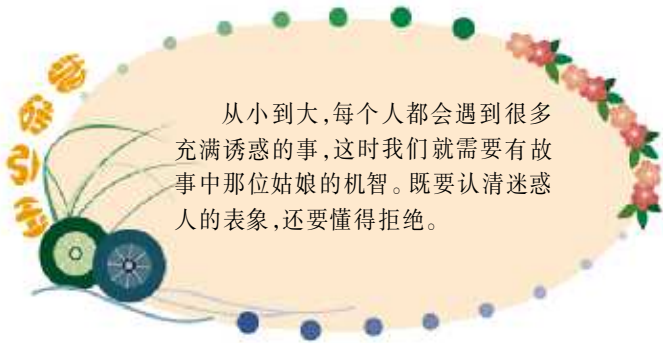 从小到大,每个人都会遇到很多
充满诱惑的事,这时我们就需要有故
事中那位姑娘的机智。既要认清迷惑
人的表象,还要懂得拒绝。